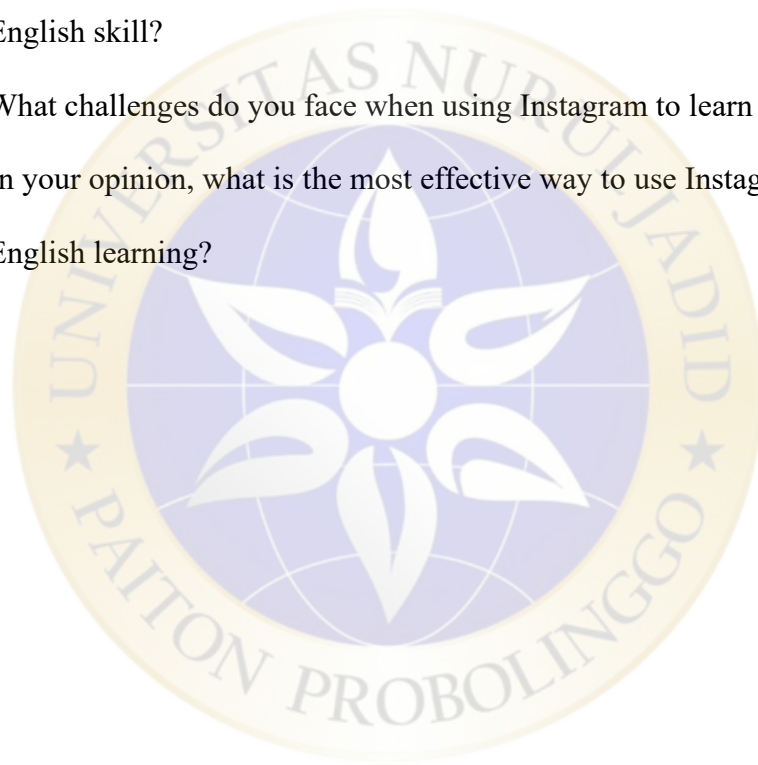 English skill?
What challenges do you face when using Instagram to learn
n your opinion, what is the most effective way to use Instag
English learning?
UNIVERSITAS NURUL JADID
PAITON PROBOLINGGO